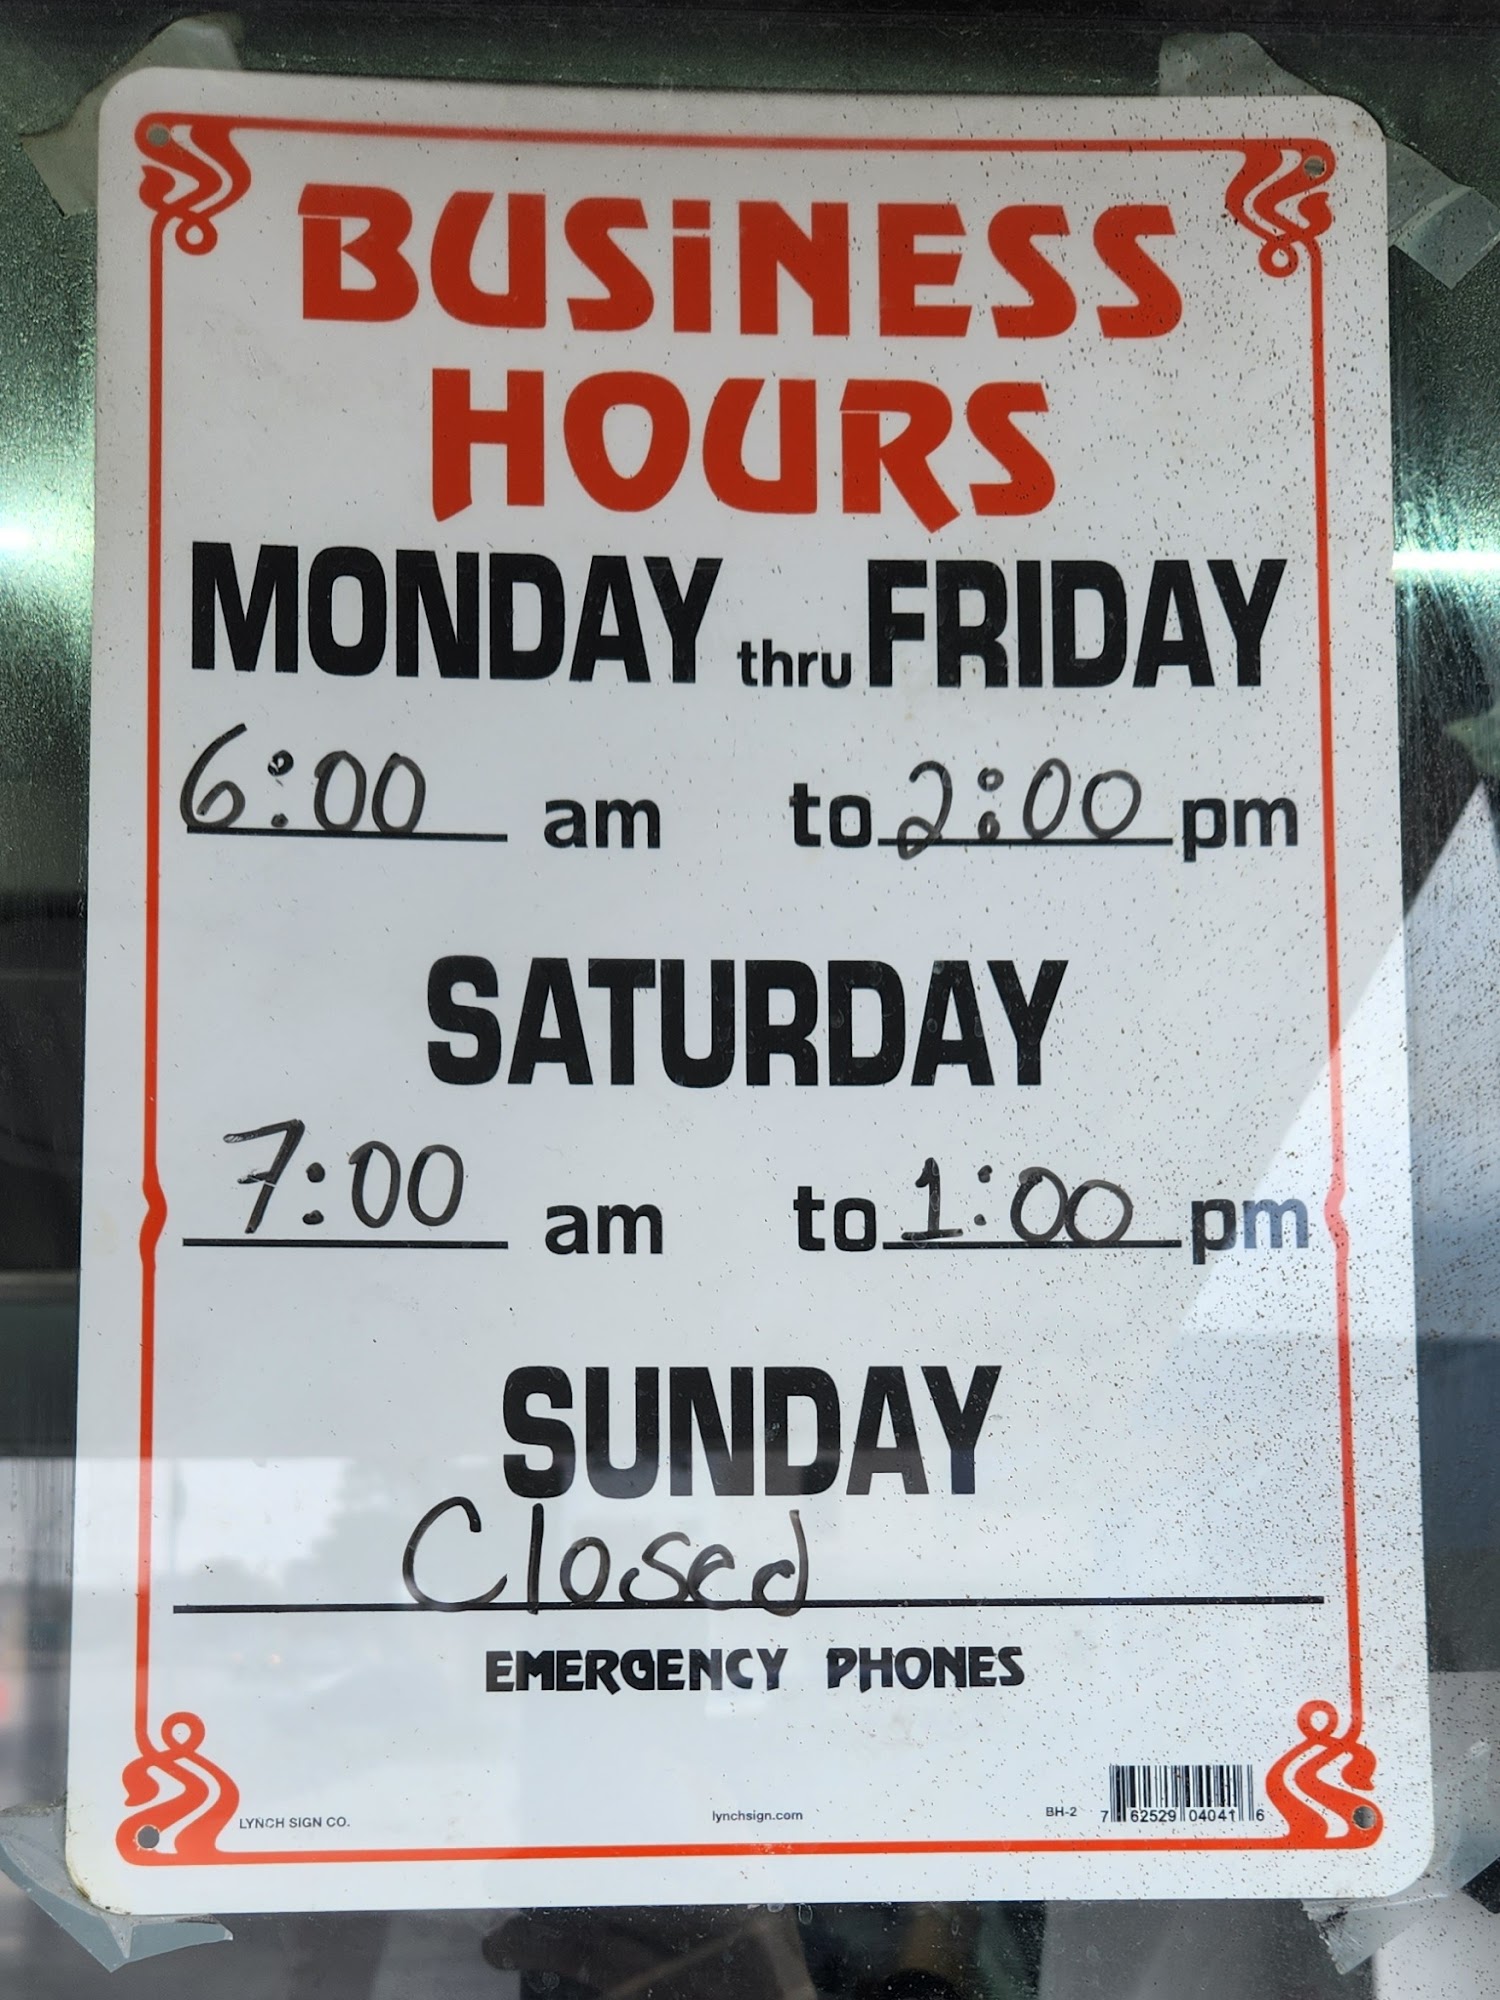 BUSINESS
HOURS
MONDAY thru FRIDAY
6:00 am to 2:00 pm
SATURDAY
7:00 am to 1:00 pm
SUNDAY
Closed
EMERGENCY PHONES
LYNCH SIGN CO. lynchsign.com BH-2 7 62529 04041 6